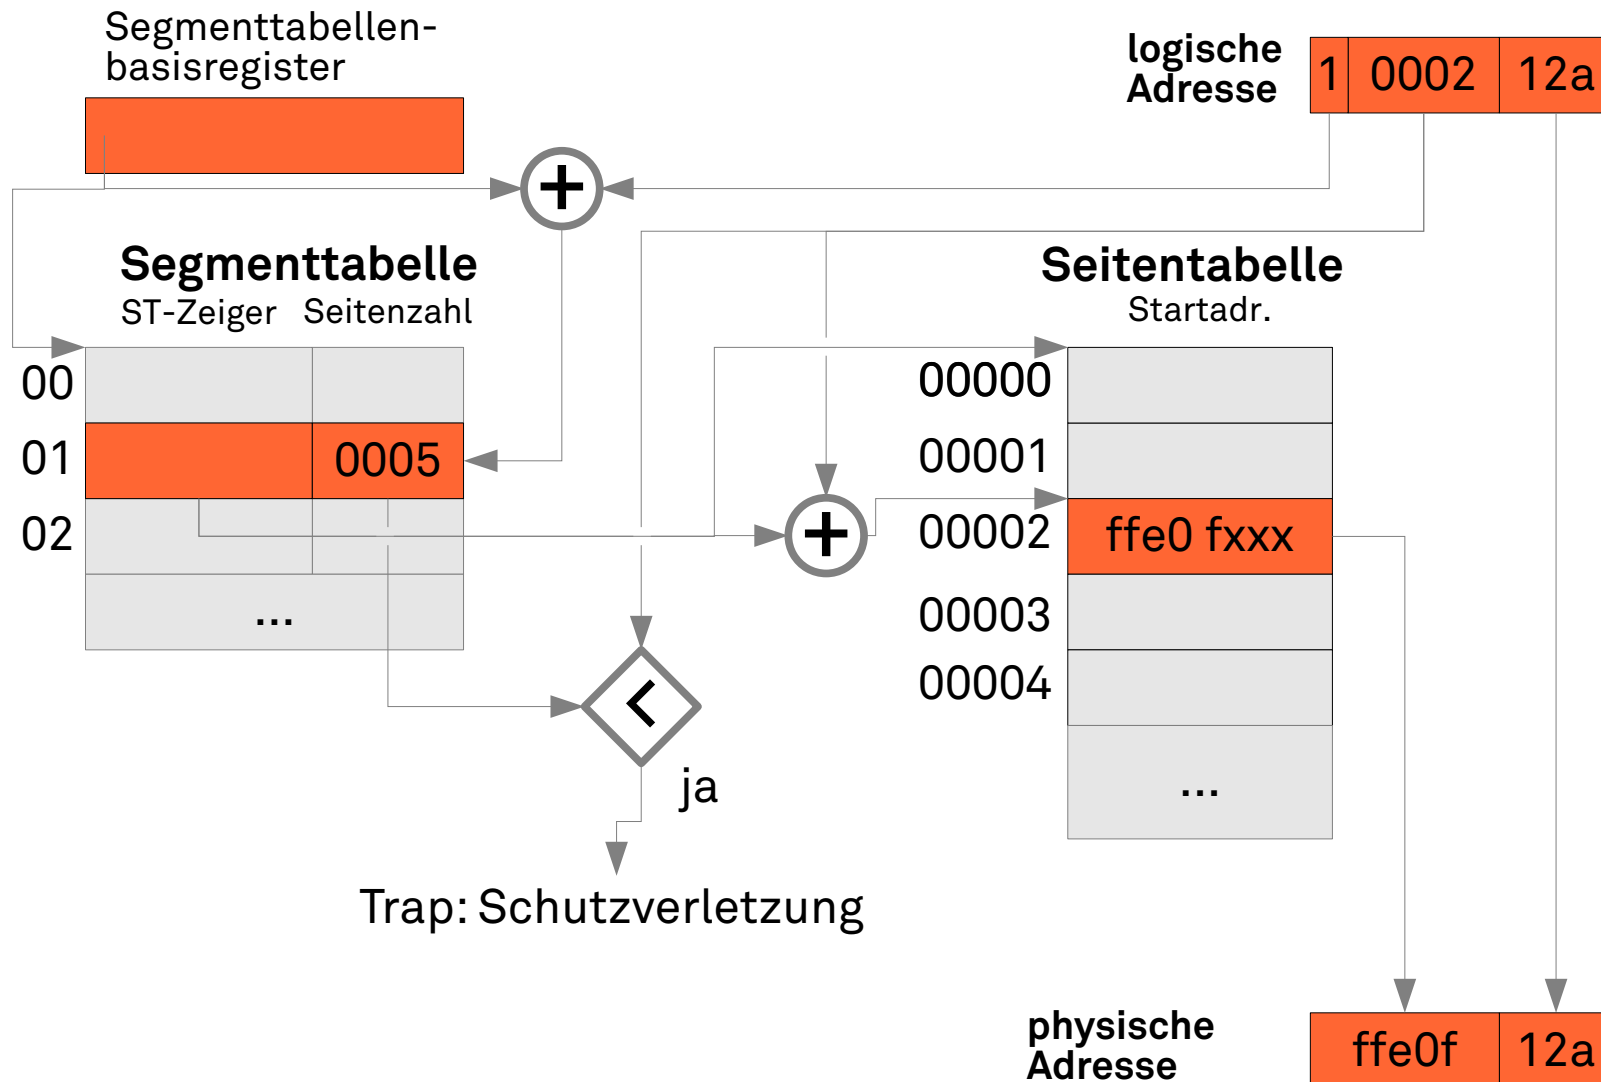 Segmenttabellen-
basisregister
logische
Adresse
1 0002 12a
+
Segmenttabelle
ST-Zeiger Seitenzahl
Seitentabelle
Startadr.
00
01 0005
02
...
00000
00001
00002 ffe0 fxxx
00003
00004
...
+
<
ja
Trap: Schutzverletzung
physische
Adresse
ffe0f 12a